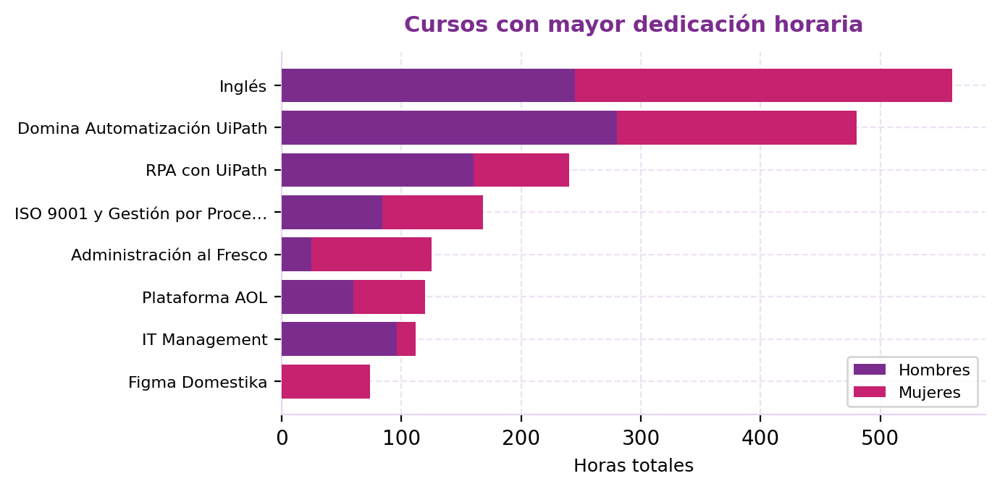 Cursos con mayor dedicación horaria
Inglés
Domina Automatización UiPath
RPA con UiPath
ISO 9001 y Gestión por Proce...
Administración al Fresco
Plataforma AOL
IT Management
Figma Domestika
Hombres
Mujeres
0 100 200 300 400 500
Horas totales